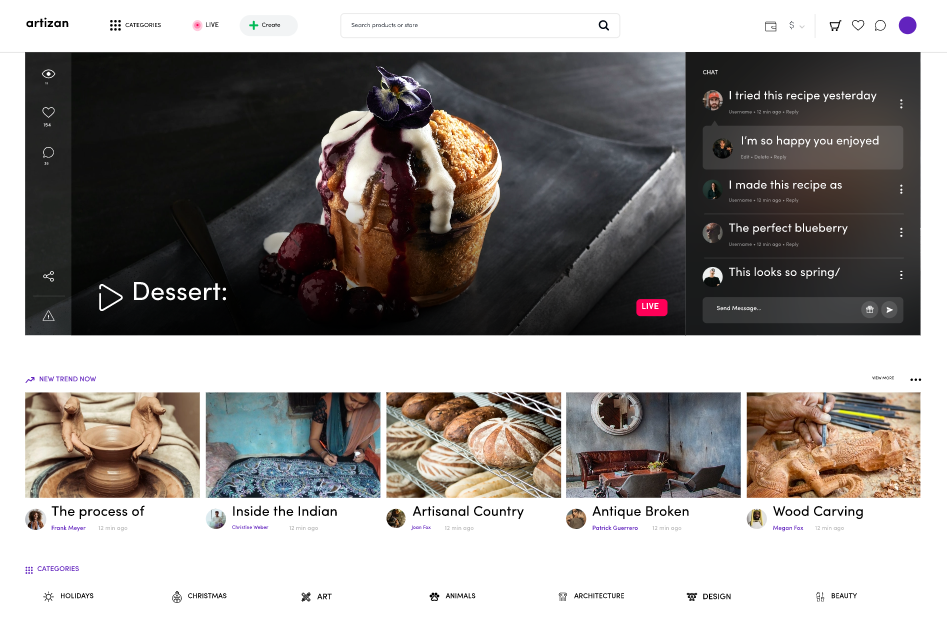 artizan
CATEGORIES
LIVE
Create
Search products or store
$
CHAT
I tried this recipe yesterday
Username • 12 min ago • Reply
I'm so happy you enjoyed
Edit • Delete • Reply
I made this recipe as
Username • 12 min ago • Reply
The perfect blueberry
Username • 12 min ago • Reply
This looks so spring/
Send Message...
154
Dessert:
LIVE
NEW TREND NOW
VIEW MORE
The process of
Frank Meyer 12 min ago
Inside the Indian
Christine Weber 12 min ago
Artisanal Country
Joan Fox 12 min ago
Antique Broken
Patrick Guerrero 12 min ago
Wood Carving
Megan Fox 12 min ago
CATEGORIES
HOLIDAYS
CHRISTMAS
ART
ANIMALS
ARCHITECTURE
DESIGN
BEAUTY